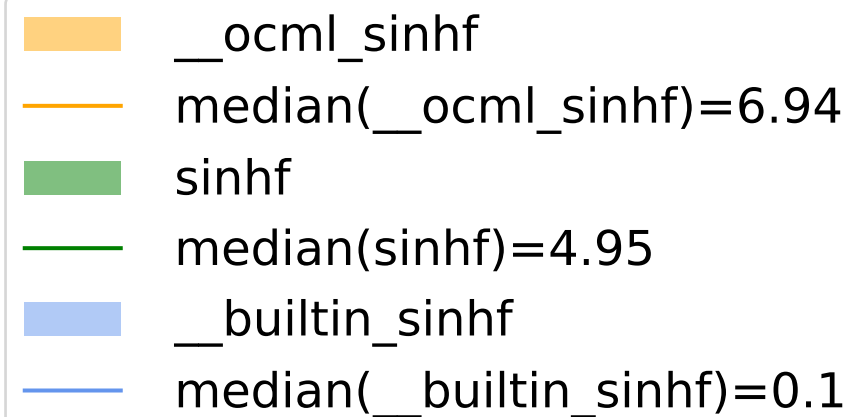 __ocml_sinhf
median(__ocml_sinhf)=6.94
sinhf
median(sinhf)=4.95
__builtin_sinhf
median(__builtin_sinhf)=0.1